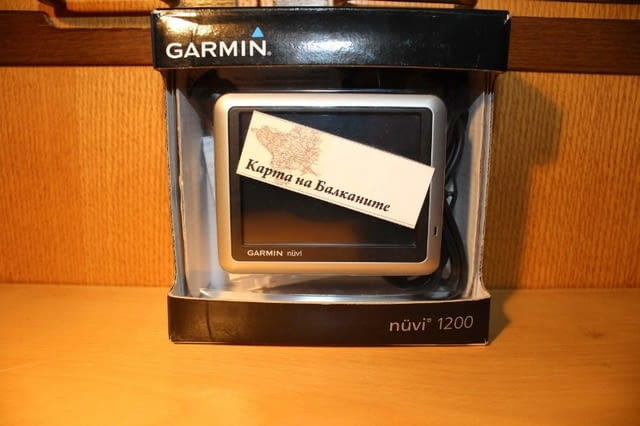 GARMIN®
Карта на Балканите
GARMIN nüvi
nüvi® 1200